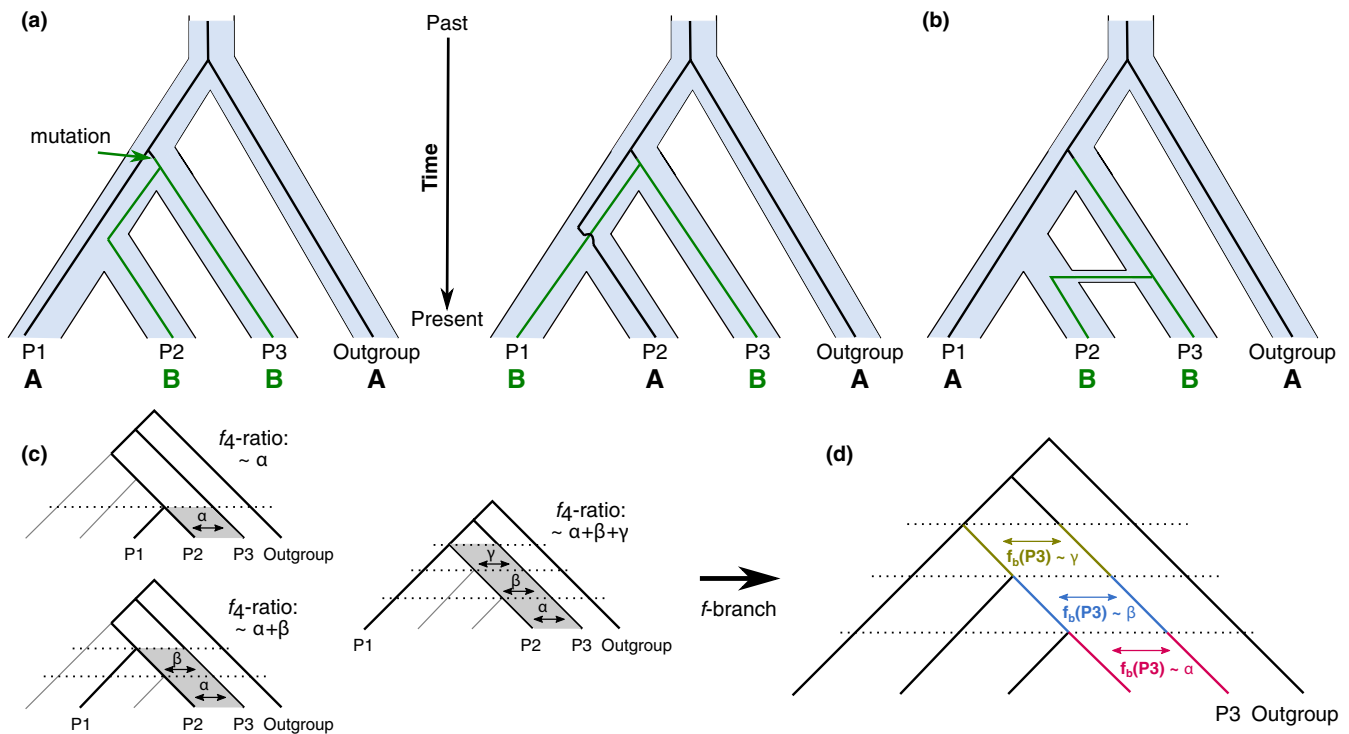 (a)
mutation
P1
P2
P3
Outgroup
A
B
B
A
Past
Time
Present
P1
P2
P3
Outgroup
B
A
B
A
(b)
P1
P2
P3
Outgroup
A
B
B
A
(c)
f4-ratio:
~ α
α
P1
P2
P3
Outgroup
f4-ratio:
~ α+β
β
α
P1
P2
P3
Outgroup
f4-ratio:
~ α+β+γ
γ
β
α
P1
P2
P3
Outgroup
f-branch
(d)
fb(P3) ~ γ
fb(P3) ~ β
fb(P3) ~ α
P3 Outgroup